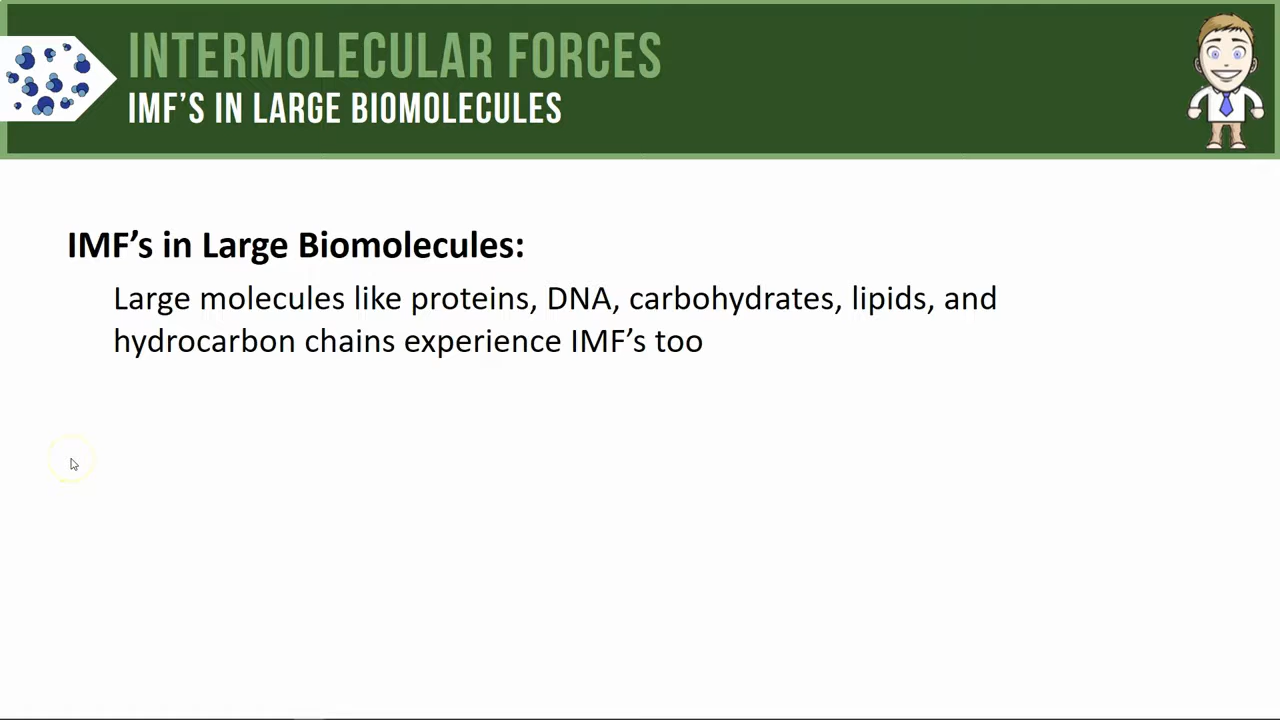 INTERMOLECULAR FORCES
IMF’S IN LARGE BIOMOLECULES
IMF’s in Large Biomolecules:
Large molecules like proteins, DNA, carbohydrates, lipids, and
hydrocarbon chains experience IMF’s too